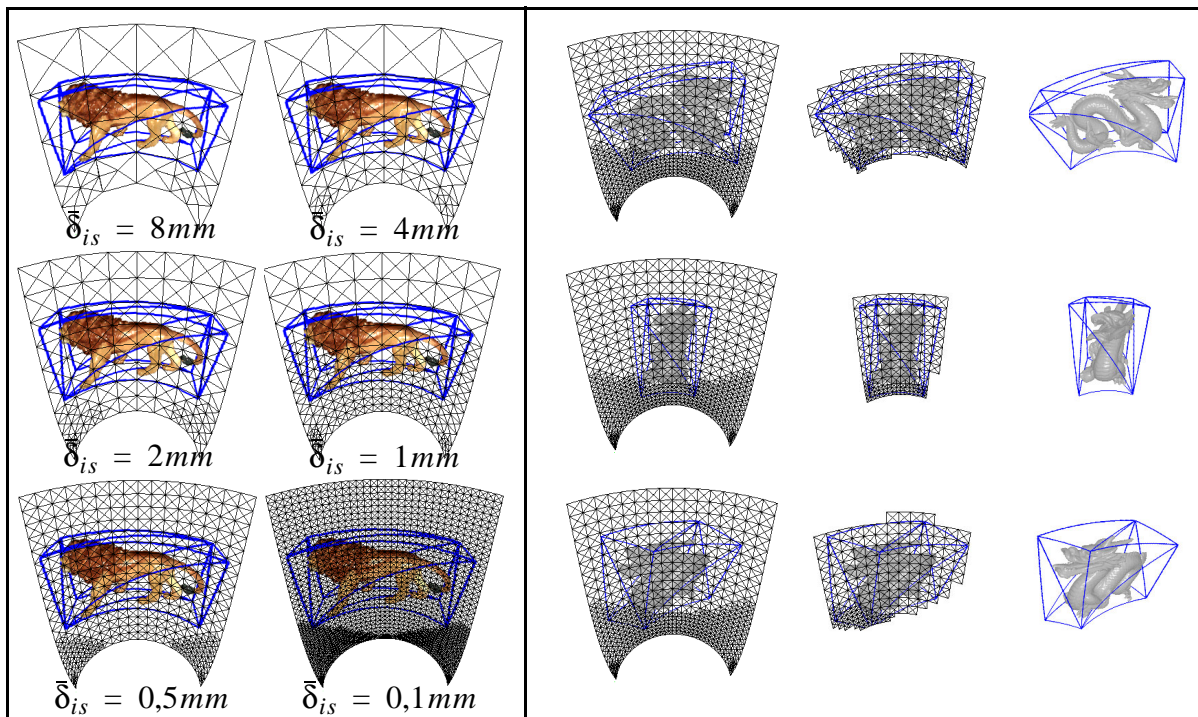 δ̄is = 8mm
δ̄is = 4mm
δ̄is = 2mm
δ̄is = 1mm
δ̄is = 0,5mm
δ̄is = 0,1mm